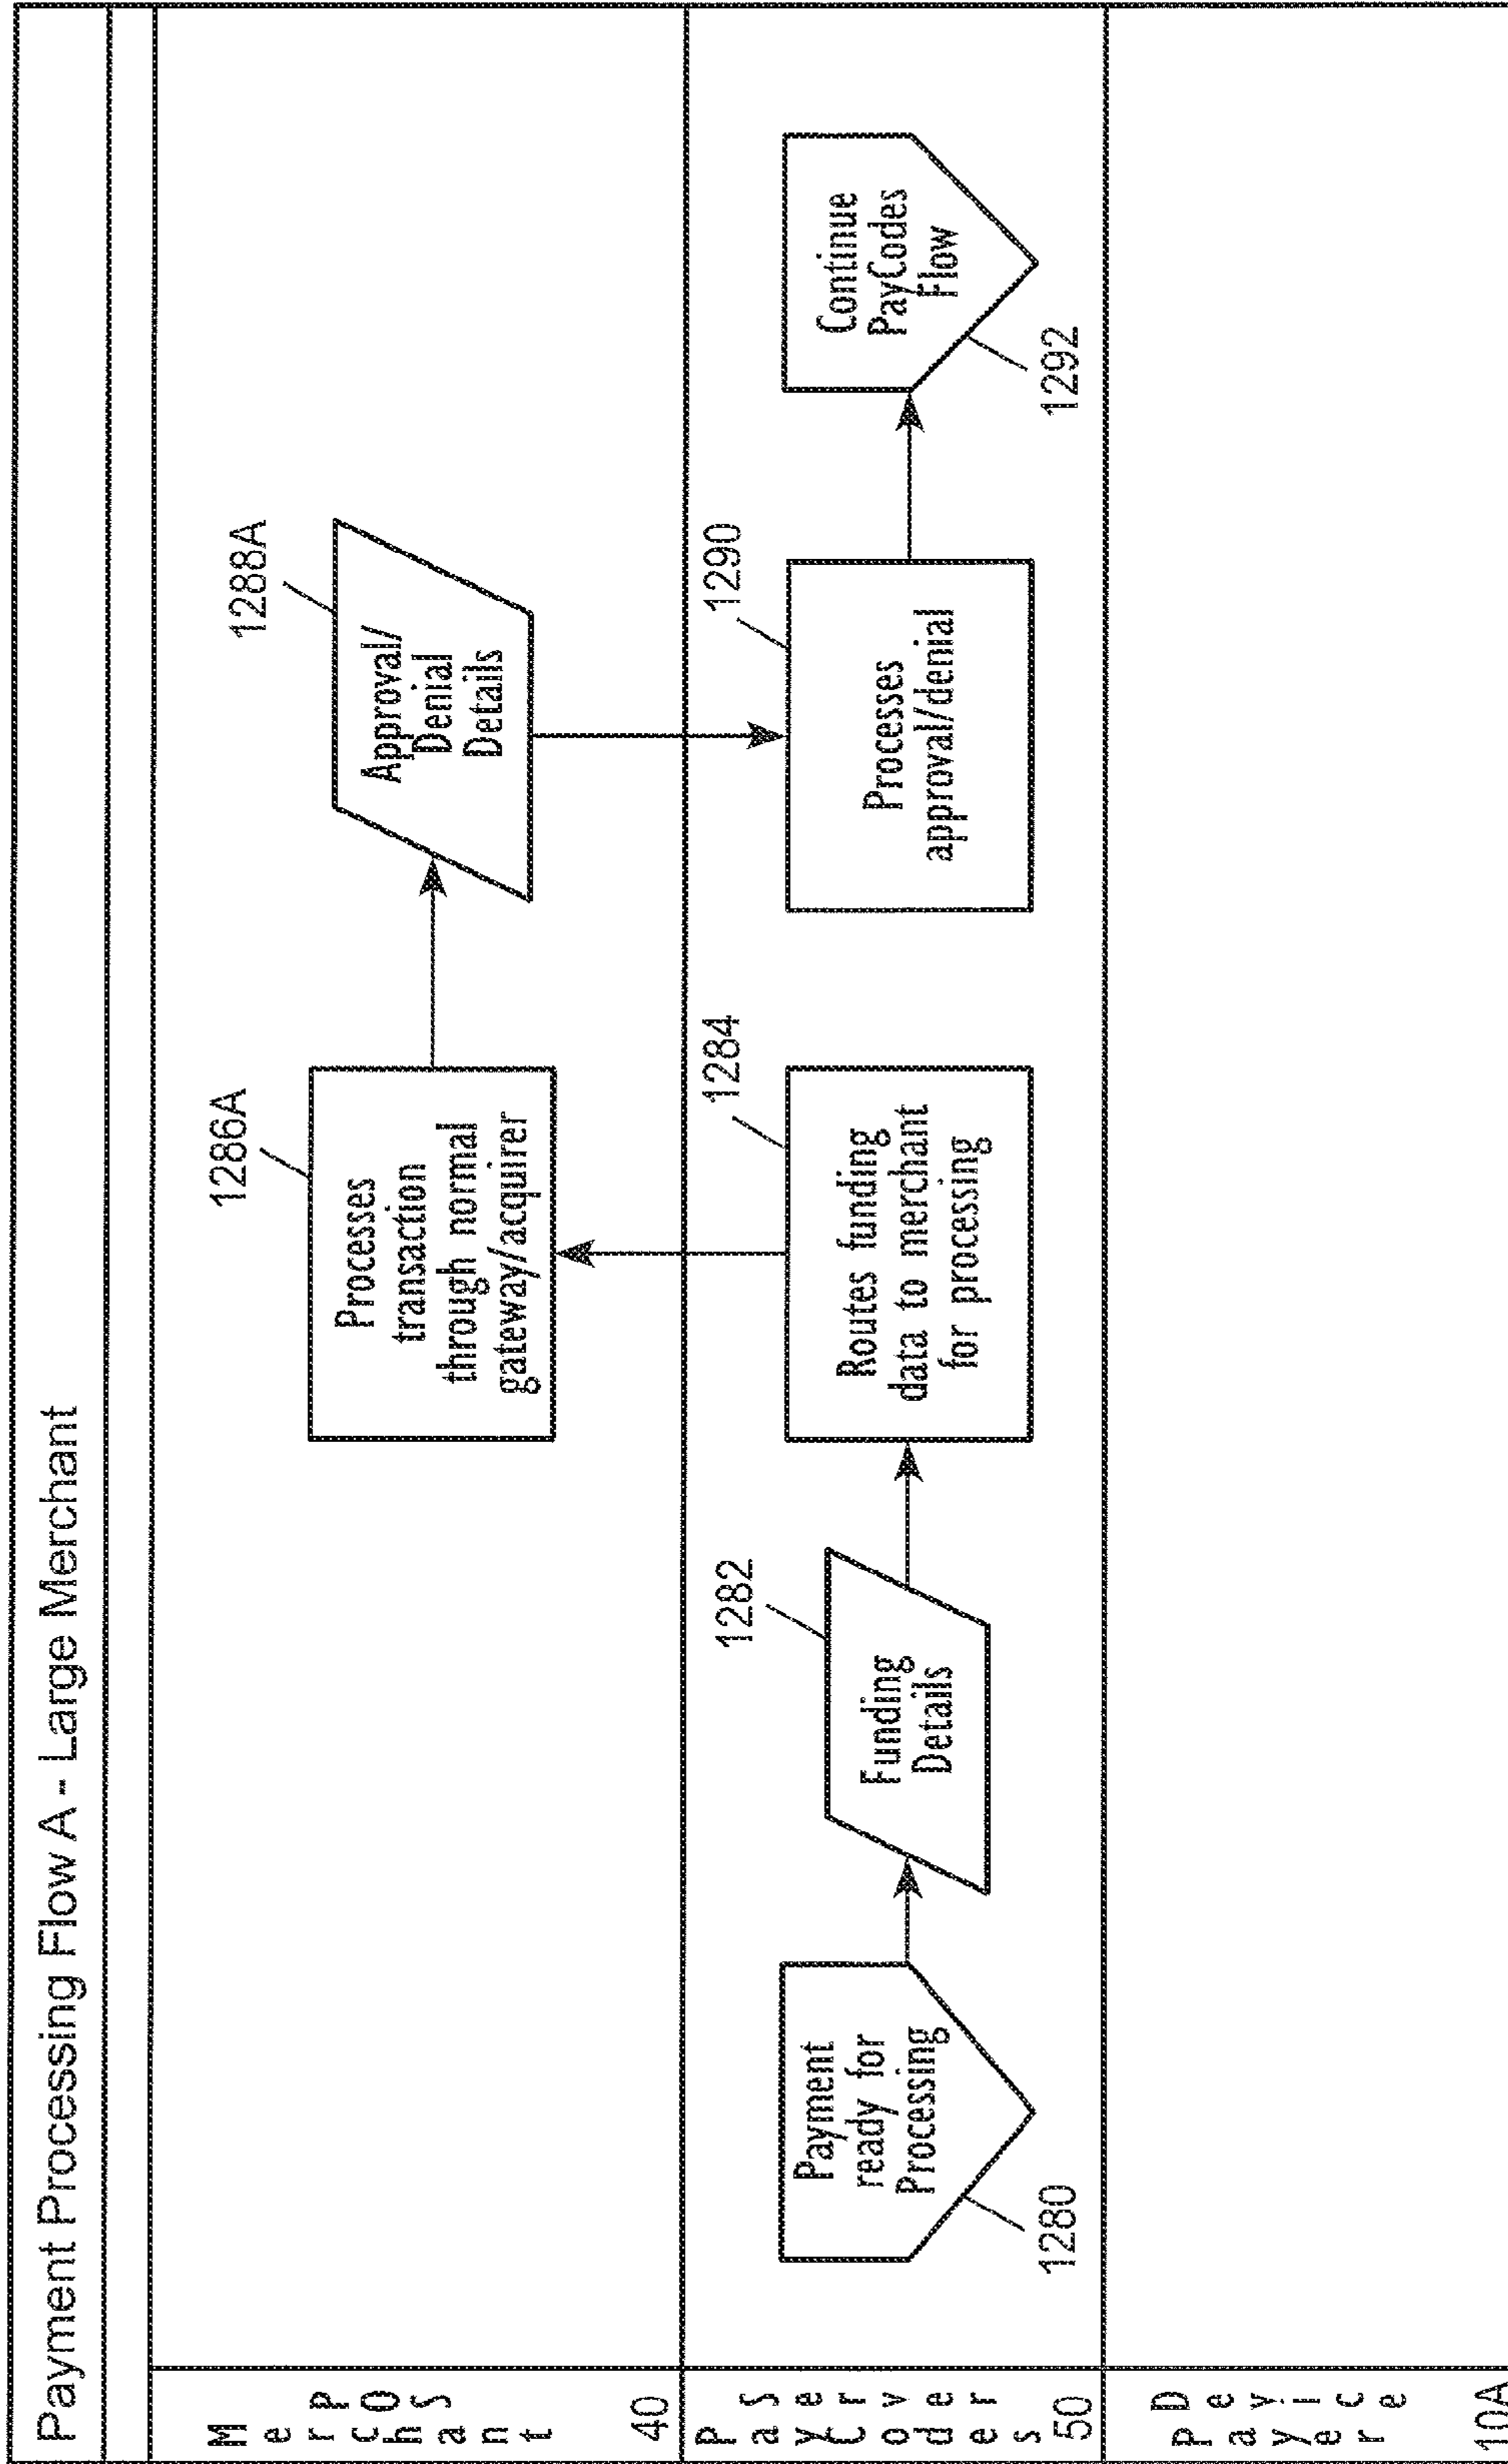 Payment Processing Flow A - Large Merchant
Merchant
POS
40
1286A
Processes
transaction
through normal
gateway/acquirer
1288A
Approval/
Denial
Details
PayCodes
Server
50
Payment
ready for
Processing
1280
1282
Funding
Details
1284
Routes funding
data to merchant
for processing
1290
Processes
approval/denial
Continue
PayCodes
Flow
1292
Payer
Device
10A